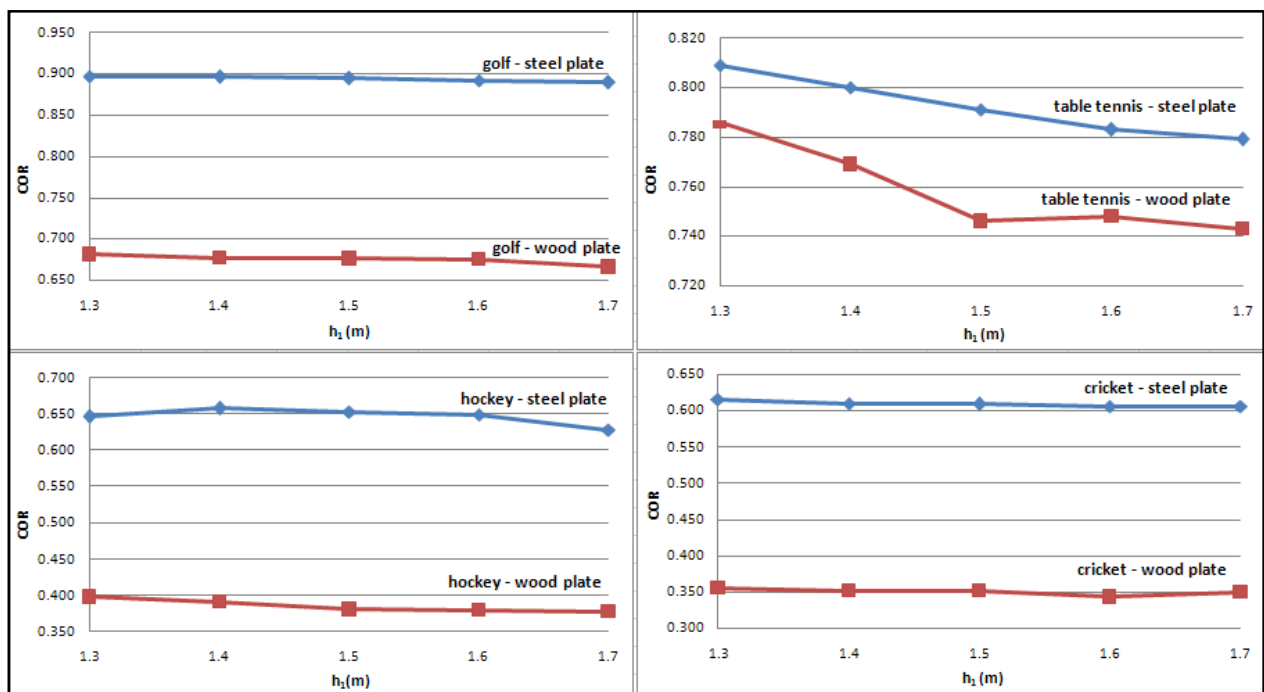 0.950
0.900
0.850
0.800
0.750
0.700
0.650
COR
golf - steel plate
golf - wood plate
1.3 1.4 1.5 1.6 1.7
h₁ (m)
0.820
0.800
0.780
0.760
0.740
0.720
COR
table tennis - steel plate
table tennis - wood plate
1.3 1.4 1.5 1.6 1.7
h₁ (m)
0.700
0.650
0.600
0.550
0.500
0.450
0.400
0.350
COR
hockey - steel plate
hockey - wood plate
1.3 1.4 1.5 1.6 1.7
h₁(m)
0.650
0.600
0.550
0.500
0.450
0.400
0.350
0.300
COR
cricket - steel plate
cricket - wood plate
1.3 1.4 1.5 1.6 1.7
h₁ (m)